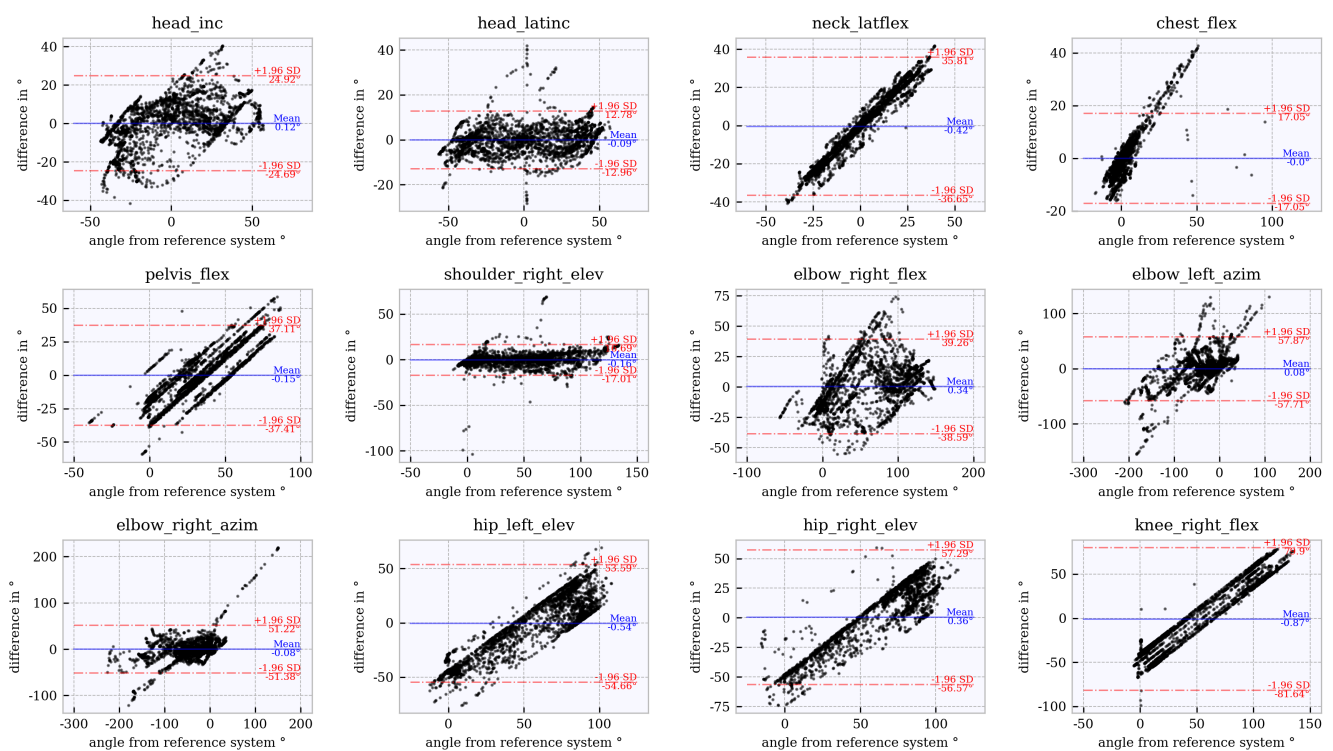 head_inc
head_latinc
neck_latflex
chest_flex
difference in °
40
20
0
-20
-40
+1.96 SD
24.92°
Mean
0.12°
-1.96 SD
-24.69°
-50
0
50
angle from reference system °
difference in °
40
20
0
-20
+1.96 SD
12.78°
Mean
-0.09°
-1.96 SD
-12.96°
-50
0
50
angle from reference system °
difference in °
40
20
0
-20
-40
+1.96 SD
35.81°
Mean
-0.42°
-1.96 SD
-36.65°
-50
-25
0
25
50
angle from reference system °
difference in °
40
20
0
-20
+1.96 SD
17.05°
Mean
-0.0°
-1.96 SD
-17.05°
0
100
angle from reference system °
pelvis_flex
shoulder_right_elev
elbow_right_flex
elbow_left_azim
difference in °
50
25
0
-25
-50
+1.96 SD
37.11°
Mean
-0.15°
-1.96 SD
-37.41°
0
50
100
angle from reference system °
difference in °
50
0
-50
-100
+1.96 SD
Mean
-0.16°
-1.96 SD
-17.01°
-50
0
50
100
150
angle from reference system °
difference in °
75
50
25
0
-25
-50
+1.96 SD
39.26°
Mean
0.34°
-1.96 SD
-38.59°
-100
0
100
200
angle from reference system °
difference in °
100
0
-100
+1.96 SD
57.87°
Mean
0.08°
-1.96 SD
-57.71°
-300
-200
-100
0
100
200
angle from reference system °
elbow_right_azim
hip_left_elev
hip_right_elev
knee_right_flex
difference in °
200
100
0
-100
+1.96 SD
51.22°
Mean
-0.08°
-1.96 SD
-51.38°
-300
-200
-100
0
100
200
angle from reference system °
difference in °
50
0
-50
+1.96 SD
53.59°
Mean
-0.54°
-1.96 SD
-54.66°
0
50
100
angle from reference system °
difference in °
50
25
0
-25
-50
-75
+1.96 SD
57.29°
Mean
0.36°
-1.96 SD
-56.57°
0
50
100
angle from reference system °
difference in °
50
0
-50
-100
+1.96 SD
79.9°
Mean
-0.87°
-1.96 SD
-81.64°
-50
0
50
100
150
angle from reference system °